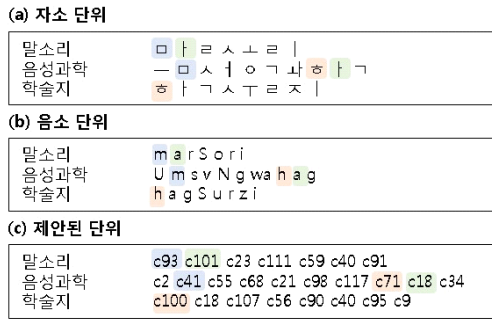 (a) 자소 단위
말소리 ㅁ ㅏ ㄹ ㅅ ㅗ ㄹ ㅣ
음성과학 ㅡ ㅁ ㅅ ㅓ ㅇ ㄱ ㅘ ㅎ ㅏ ㄱ
학술지 ㅎ ㅏ ㄱ ㅅ ㅜ ㄹ ㅈ ㅣ
(b) 음소 단위
말소리 m a r S o r i
음성과학 U m s v N g wa h a g
학술지 h a g S u r z i
(c) 제안된 단위
말소리 c93 c101 c23 c111 c59 c40 c91
음성과학 c2 c41 c55 c68 c21 c98 c117 c71 c18 c34
학술지 c100 c18 c107 c56 c90 c40 c95 c9